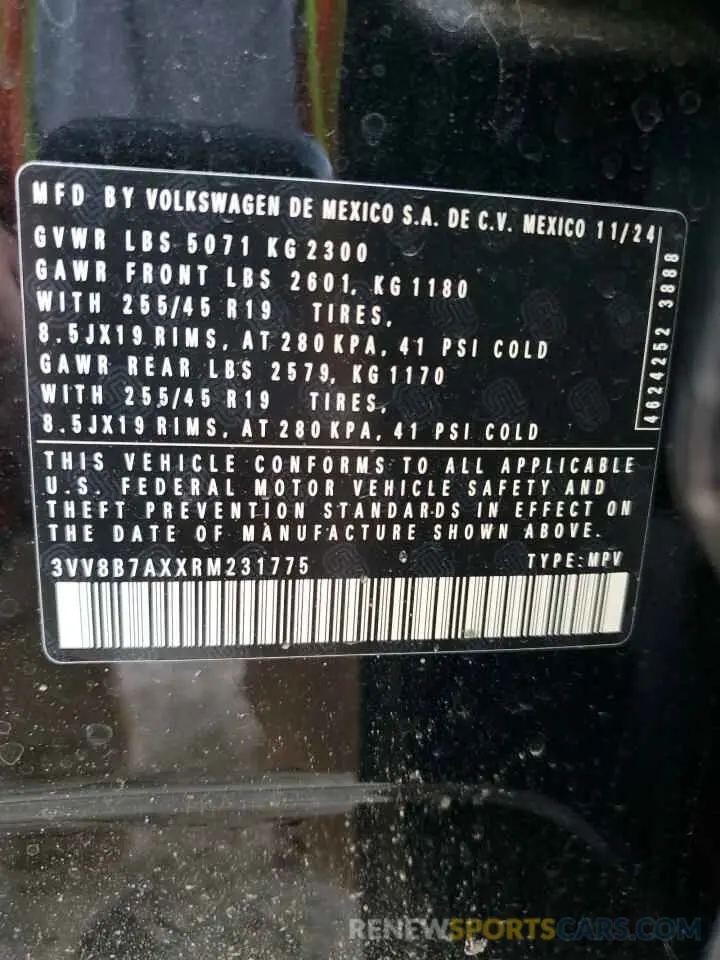 MFD BY VOLKSWAGEN DE MEXICO S.A. DE C.V. MEXICO 11/24
GVWR LBS 5071 KG 2300
GAWR FRONT LBS 2601, KG 1180
WITH 255/45 R19 TIRES,
8.5JX19 RIMS, AT 280 KPA, 41 PSI COLD
GAWR REAR LBS 2579, KG 1170
WITH 255/45 R19 TIRES,
8.5JX19 RIMS, AT 280 KPA, 41 PSI COLD
4624252 3888
THIS VEHICLE CONFORMS TO ALL APPLICABLE
U.S. FEDERAL MOTOR VEHICLE SAFETY AND
THEFT PREVENTION STANDARDS IN EFFECT ON
THE DATE OF MANUFACTURE SHOWN ABOVE.
3VV8B7AXXRM231775 TYPE:MPV
RENEWSPORTSCARS.COM